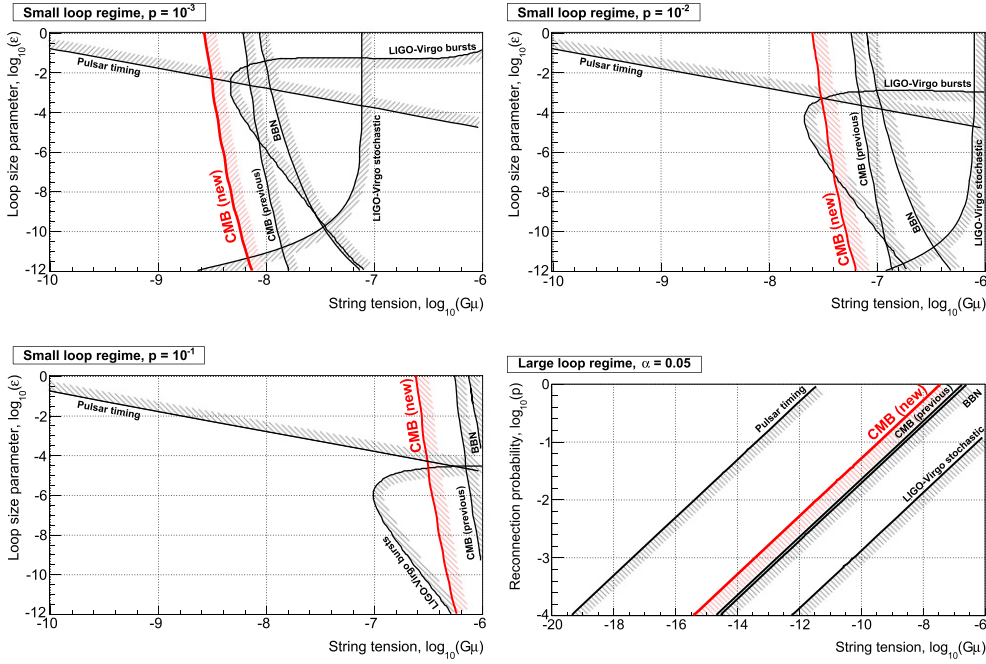 Small loop regime, p = 10⁻³
Loop size parameter, log₁₀(ε)
0
-2
-4
-6
-8
-10
-12
Pulsar timing
LIGO-Virgo bursts
BBN
CMB (new)
CMB (previous)
LIGO-Virgo stochastic
-10
-9
-8
-7
-6
String tension, log₁₀(Gμ)
Small loop regime, p = 10⁻²
Loop size parameter, log₁₀(ε)
0
-2
-4
-6
-8
-10
-12
Pulsar timing
LIGO-Virgo bursts
CMB (previous)
BBN
CMB (new)
LIGO-Virgo stochastic
-10
-9
-8
-7
-6
String tension, log₁₀(Gμ)
Small loop regime, p = 10⁻¹
Loop size parameter, log₁₀(ε)
0
-2
-4
-6
-8
-10
-12
Pulsar timing
CMB (new)
BBN
CMB (previous)
LIGO-Virgo bursts
-10
-9
-8
-7
-6
String tension, log₁₀(Gμ)
Large loop regime, α = 0.05
Reconnection probability, log₁₀(p)
0
-1
-2
-3
-4
Pulsar timing
CMB (new)
CMB (previous)
BBN
LIGO-Virgo stochastic
-20
-18
-16
-14
-12
-10
-8
-6
String tension, log₁₀(Gμ)